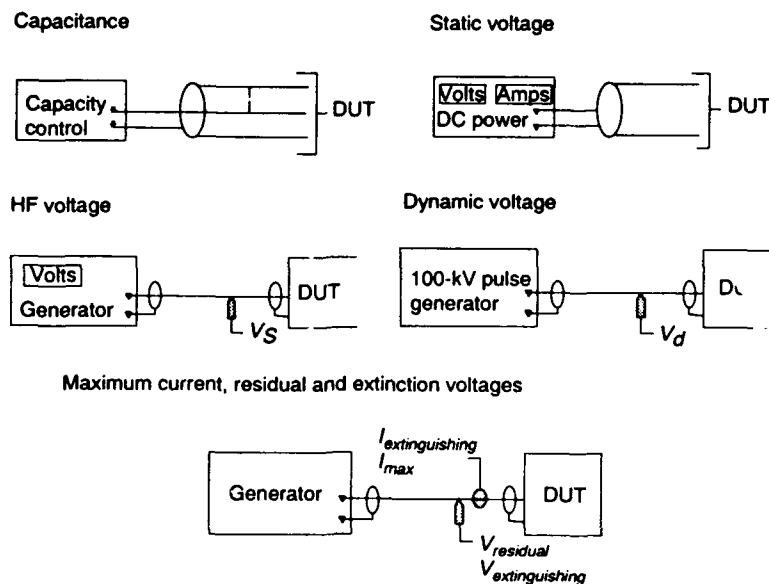 Capacitance
Capacity
control
DUT
Static voltage
Volts Amps
DC power
DUT
HF voltage
Volts
Generator
DUT
V_S
Dynamic voltage
100-kV pulse
generator
V_d
Maximum current, residual and extinction voltages
Generator
I_extinguishing
I_max
DUT
V_residual
V_extinguishing